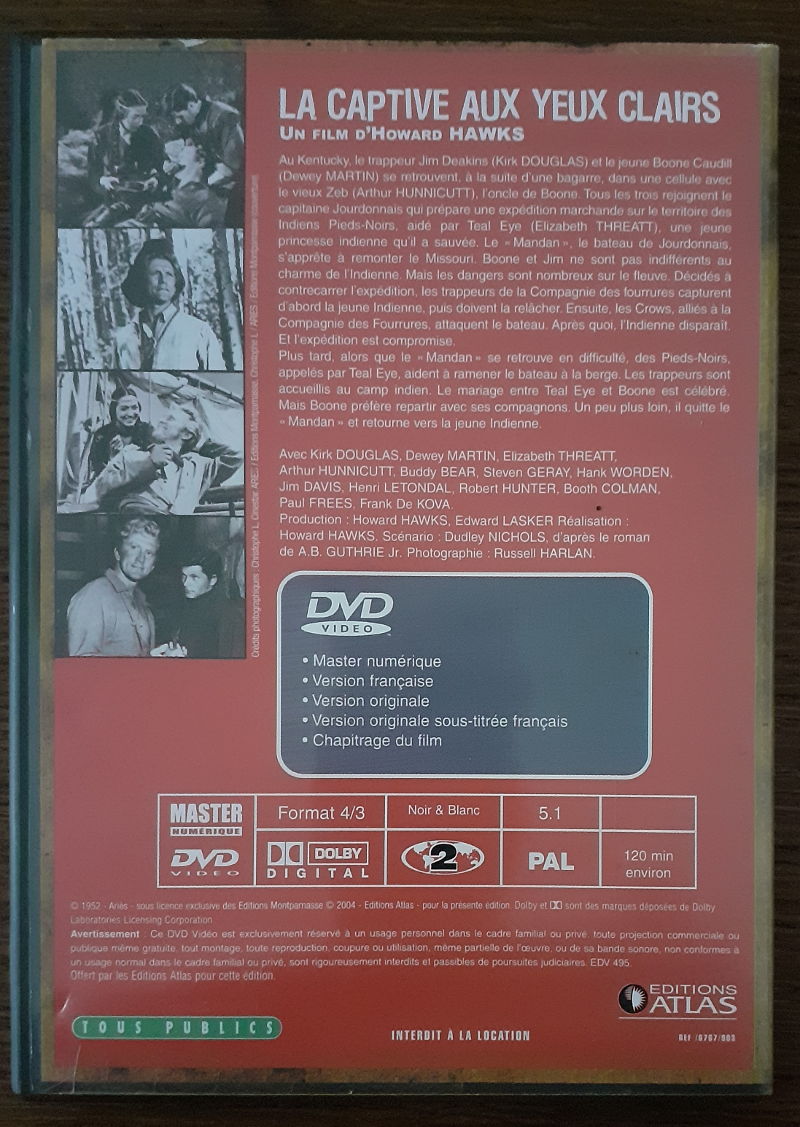 LA CAPTIVE AUX YEUX CLAIRS
UN FILM D'HOWARD HAWKS
Au Kentucky, le trappeur Jim Deakins (Kirk DOUGLAS) et le jeune Boone Caudill
(Dewey MARTIN) se retrouvent, à la suite d'une bagarre, dans une cellule avec
le vieux Zeb (Arthur HUNNICUTT), l'oncle de Boone. Tous les trois rejoignent le
capitaine Jourdonnais qui prépare une expédition marchande sur le territoire des
Indiens Pieds-Noirs, aidé par Teal Eye (Elizabeth THREATT), une jeune
princesse indienne qu'il a sauvée. Le « Mandan », le bateau de Jourdonnais,
s'apprête à remonter le Missouri. Boone et Jim ne sont pas indifférents au
charme de l'Indienne. Mais les dangers sont nombreux sur le fleuve. Décidés à
contrecarrer l'expédition, les trappeurs de la Compagnie des fourrures capturent
d'abord la jeune Indienne, puis doivent la relâcher. Ensuite, les Crows, alliés à la
Compagnie des Fourrures, attaquent le bateau. Après quoi, l'Indienne disparaît.
Et l'expédition est compromise.
Plus tard, alors que le « Mandan » se retrouve en difficulté, des Pieds-Noirs,
appelés par Teal Eye, aident à ramener le bateau à la berge. Les trappeurs sont
accueillis au camp indien. Le mariage entre Teal Eye et Boone est célébré.
Mais Boone préfère repartir avec ses compagnons. Un peu plus loin, il quitte le
« Mandan » et retourne vers la jeune Indienne.
Avec Kirk DOUGLAS, Dewey MARTIN, Elizabeth THREATT,
Arthur HUNNICUTT, Buddy BEAR, Steven GERAY, Hank WORDEN,
Jim DAVIS, Henri LETONDAL, Robert HUNTER, Booth COLMAN,
Paul FREES, Frank De KOVA.
Production : Howard HAWKS, Edward LASKER Réalisation :
Howard HAWKS. Scénario : Dudley NICHOLS, d'après le roman
de A.B. GUTHRIE Jr. Photographie : Russell HARLAN.
Crédits photographiques : Christophe L, Cinestar ARIES / Editions Montparnasse, Christophe L / ARIES / Editions Montparnasse couverture.
DVD
VIDEO
• Master numérique
• Version française
• Version originale
• Version originale sous-titrée français
• Chapitrage du film
MASTER
NUMÉRIQUE
Format 4/3
Noir & Blanc
5.1
DVD
VIDEO
DOLBY
DIGITAL
2
PAL
120 min
environ
© 1952 - Ariès - sous licence exclusive des Editions Montparnasse © 2004 - Editions Atlas - pour la présente édition. Dolby et DD sont des marques déposées de Dolby
Laboratories Licensing Corporation
Avertissement : Ce DVD Vidéo est exclusivement réservé à un usage personnel dans le cadre familial ou privé, toute projection commerciale ou
publique même gratuite, tout montage, toute reproduction, coupure ou utilisation, même partielle de l'œuvre, ou de sa bande sonore, non conformes à
un usage normal dans le cadre familial ou privé, sont rigoureusement interdits et passibles de poursuites judiciaires. EDV 495.
Offert par les Editions Atlas pour cette édition.
EDITIONS
ATLAS
TOUS PUBLICS
INTERDIT À LA LOCATION
REF /6767/003